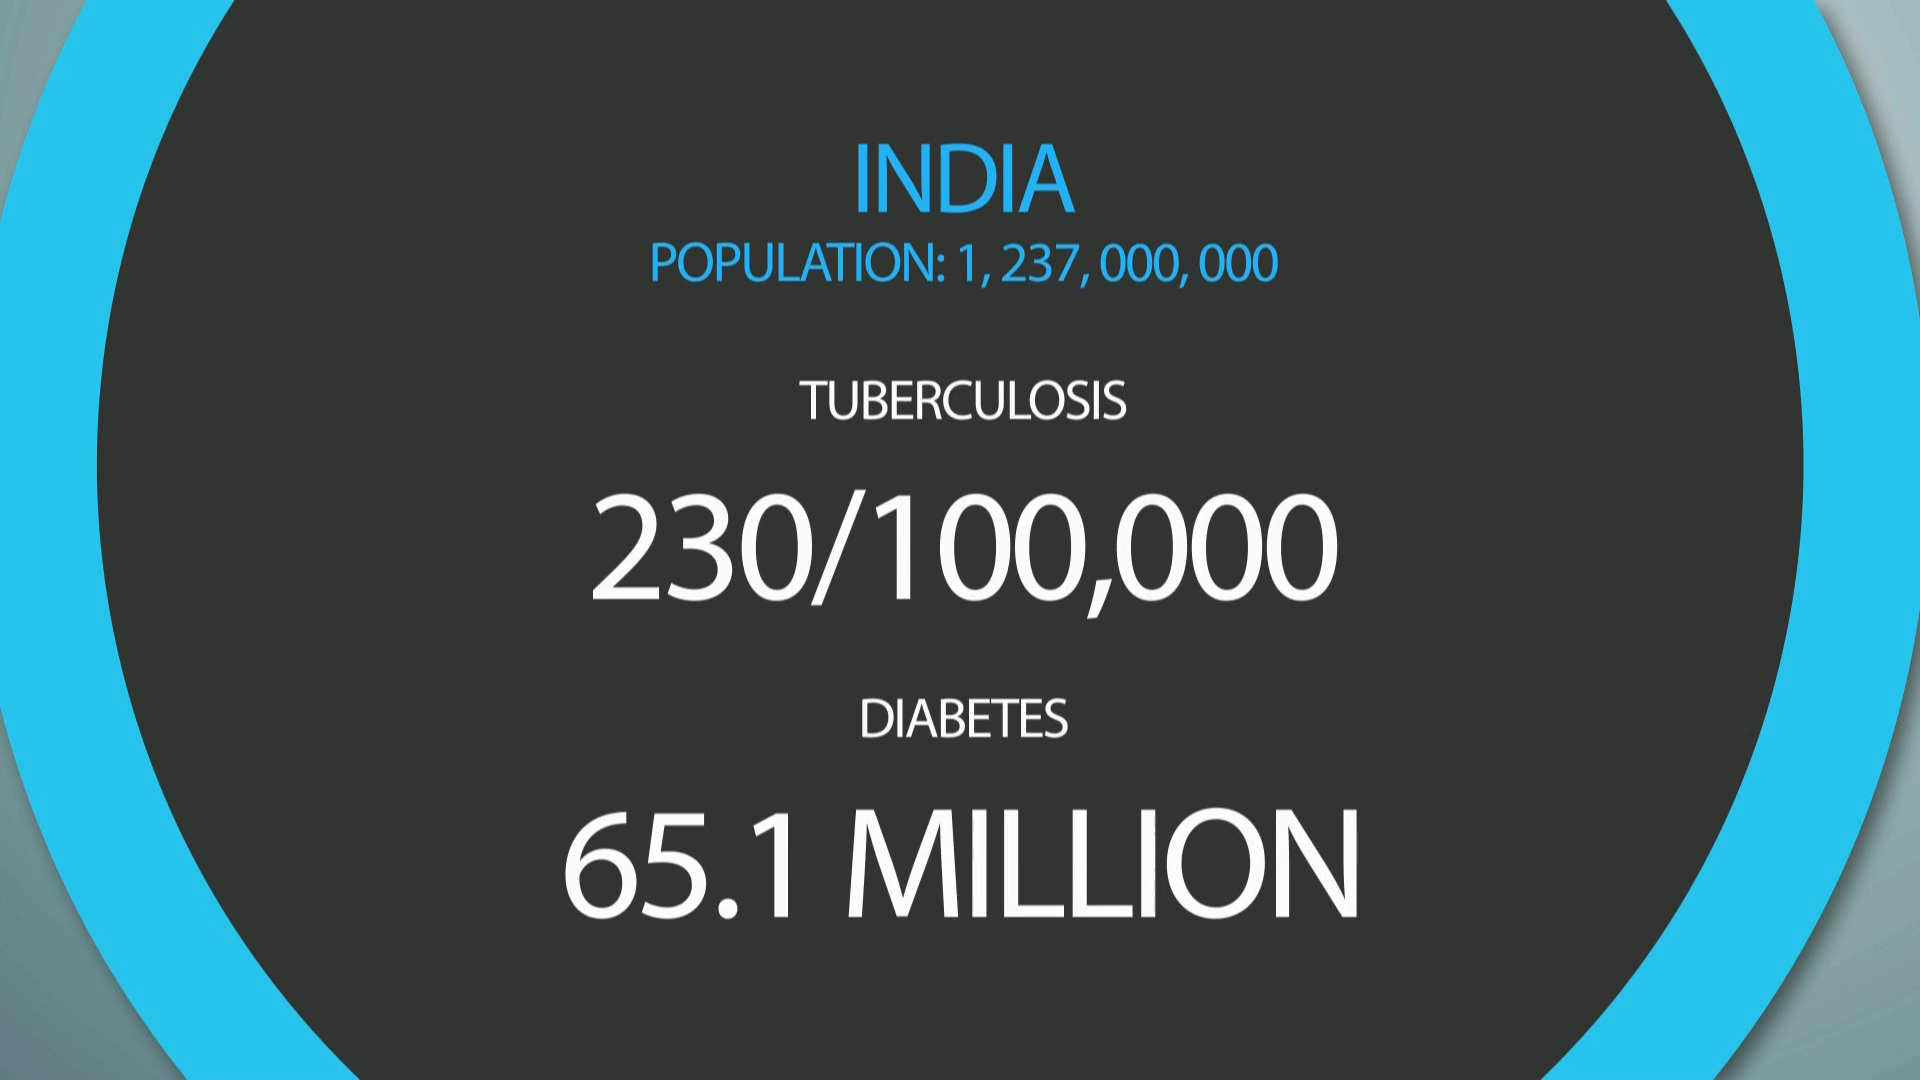 INDIA
POPULATION: 1, 237, 000, 000
TUBERCULOSIS
230/100,000
DIABETES
65.1 MILLION